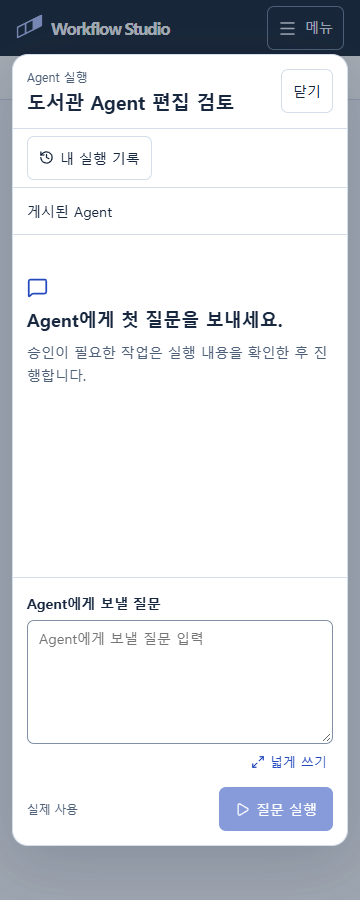 Workflow Studio
메뉴
Agent 실행
도서관 Agent 편집 검토
닫기
내 실행 기록
게시된 Agent
Agent에게 첫 질문을 보내세요.
승인이 필요한 작업은 실행 내용을 확인한 후 진
행합니다.
Agent에게 보낼 질문
Agent에게 보낼 질문 입력
넓게 쓰기
실제 사용
질문 실행